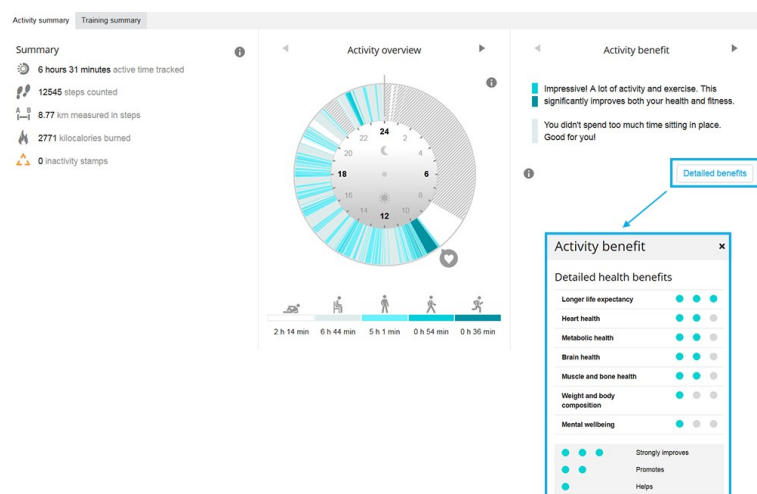 Activity summary
Training summary
Summary
6 hours 31 minutes active time tracked
12545 steps counted
A B
8.77 km measured in steps
2771 kilocalories burned
0 inactivity stamps
Activity overview
24
22
2
20
4
18
6
16
8
14
10
12
2 h 14 min
6 h 44 min
5 h 1 min
0 h 54 min
0 h 36 min
Activity benefit
Impressive! A lot of activity and exercise. This
significantly improves both your health and fitness.
You didn't spend too much time sitting in place.
Good for you!
Detailed benefits
Activity benefit
×
Detailed health benefits
Longer life expectancy
Heart health
Metabolic health
Brain health
Muscle and bone health
Weight and body
composition
Mental wellbeing
Strongly improves
Promotes
Helps